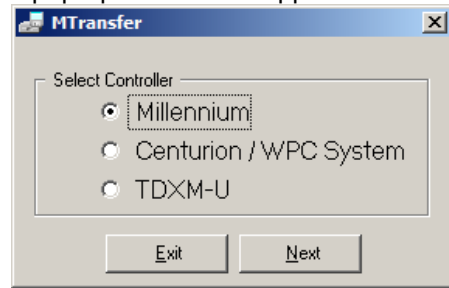 MTransfer
Select Controller
Millennium
Centurion / WPC System
TDXM-U
Exit Next